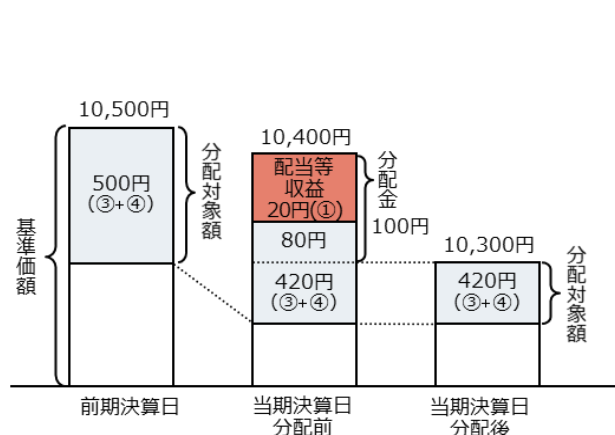 10,500円
500円
(③+④)
分配対象額
基準価額
前期決算日
10,400円
配当等
収益
20円(①)
80円
420円
(③+④)
分配金
100円
当期決算日
分配前
10,300円
420円
(③+④)
分配対象額
当期決算日
分配後